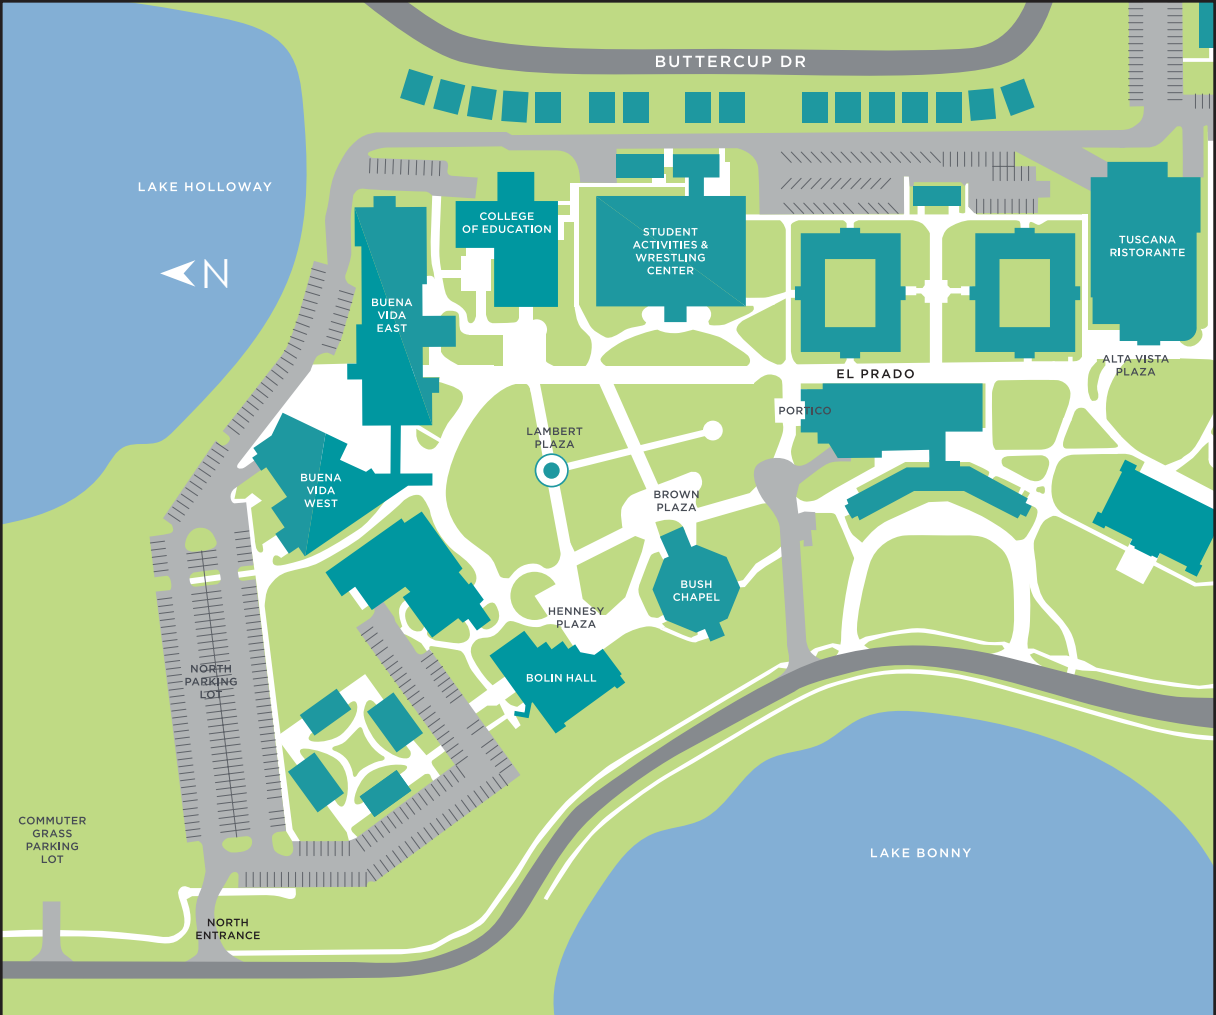 BUTTERCUP DR
LAKE HOLLOWAY
N
COLLEGE
OF EDUCATION
STUDENT
ACTIVITIES &
WRESTLING
CENTER
TUSCANA
RISTORANTE
BUENA
VIDA
EAST
ALTA VISTA
PLAZA
EL PRADO
PORTICO
LAMBERT
PLAZA
BUENA
VIDA
WEST
BROWN
PLAZA
BUSH
CHAPEL
HENNESY
PLAZA
BOLIN HALL
NORTH
PARKING
LOT
COMMUTER
GRASS
PARKING
LOT
LAKE BONNY
NORTH
ENTRANCE